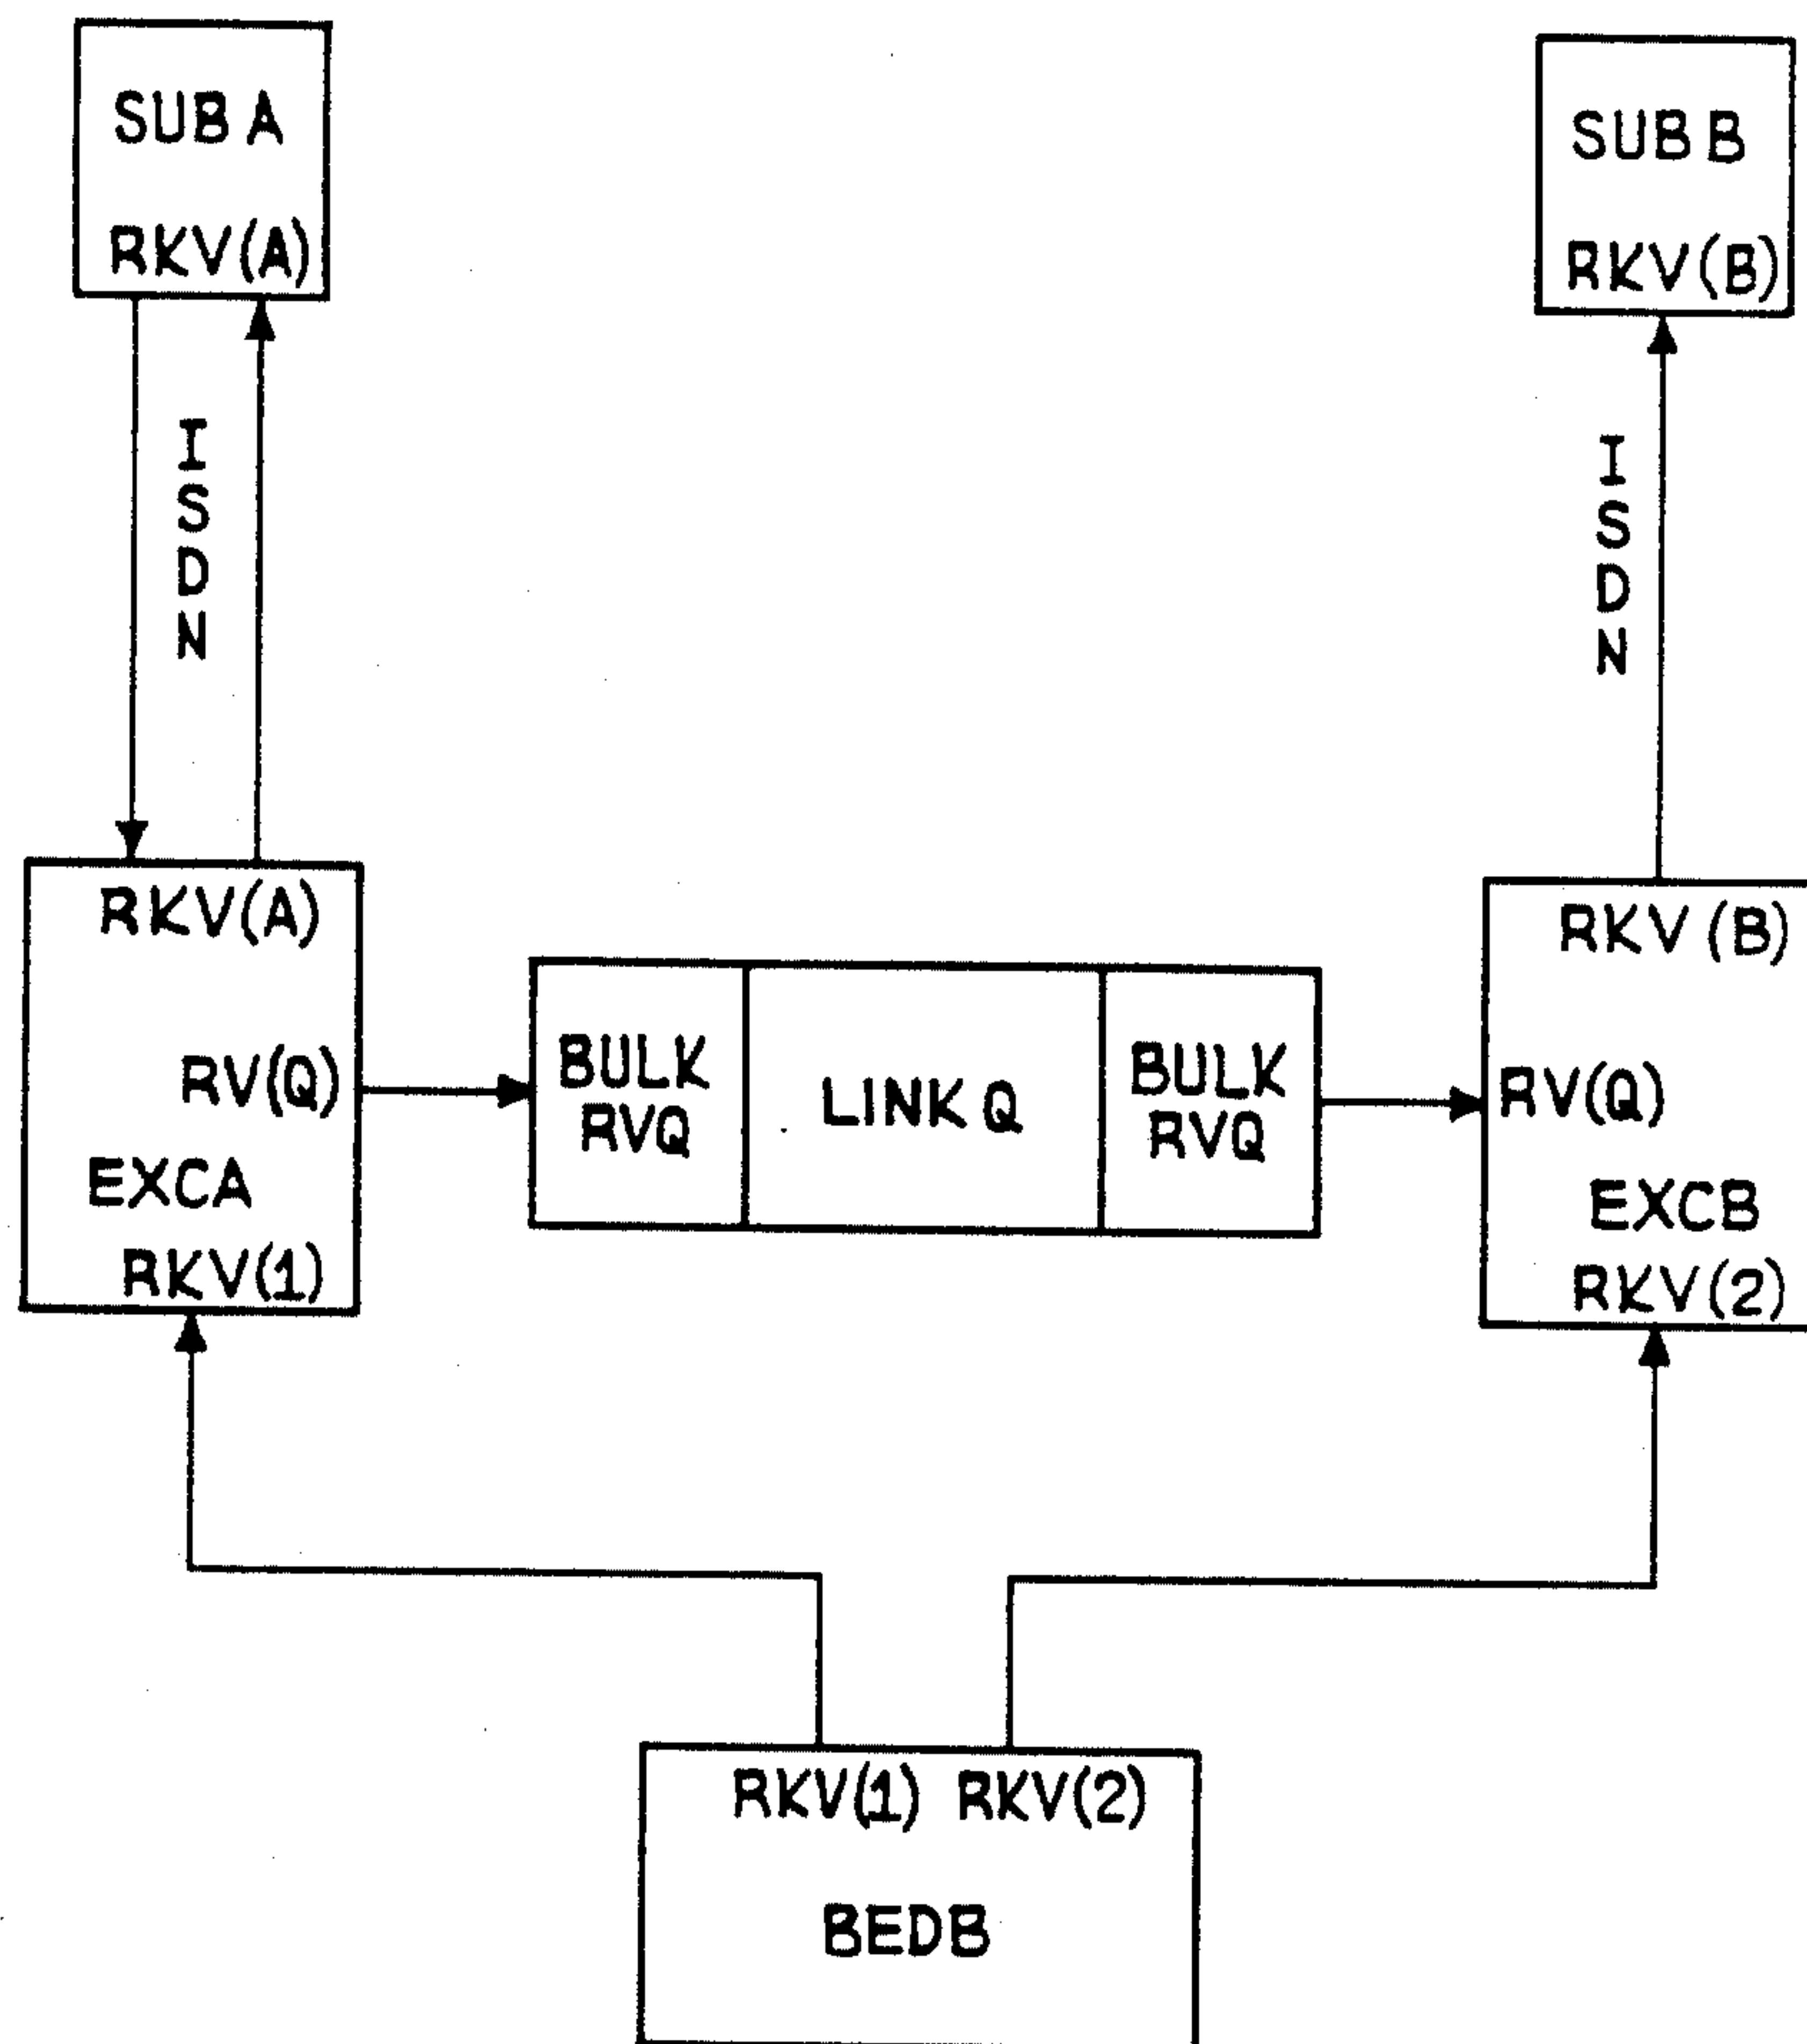 SUB A
RKV(A)
SUB B
RKV(B)
ISDN
ISDN
RKV(A)
RV(Q)
EXCA
RKV(1)
BULK
RVQ
LINK Q
BULK
RVQ
RKV(B)
RV(Q)
EXCB
RKV(2)
RKV(1) RKV(2)
BEDB